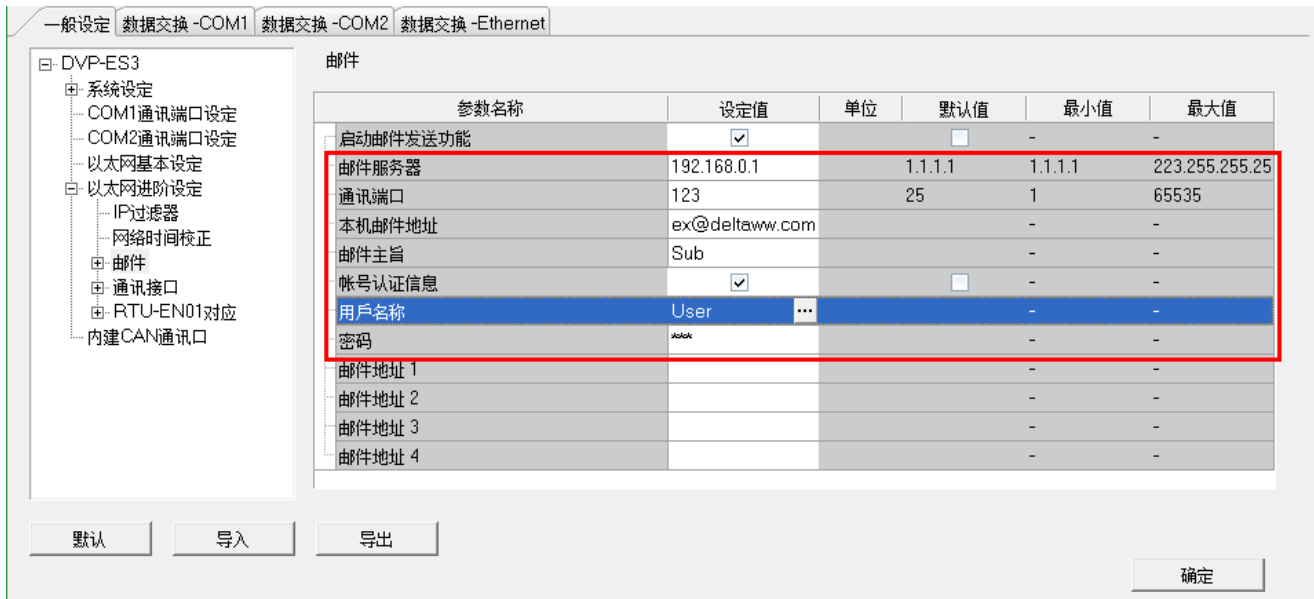 一般设定 数据交换 -COM1 数据交换 -COM2 数据交换 -Ethernet
DVP-ES3
系统设定
COM1通讯端口设定
COM2通讯端口设定
以太网基本设定
以太网进阶设定
IP过滤器
网络时间校正
邮件
通讯接口
RTU-EN01对应
内建CAN通讯口
邮件
参数名称 设定值 单位 默认值 最小值 最大值
启动邮件发送功能 - -
邮件服务器 192.168.0.1 1.1.1.1 1.1.1.1 223.255.255.25
通讯端口 123 25 1 65535
本机邮件地址 ex@deltaww.com - -
邮件主旨 Sub - -
帐号认证信息 - -
用戶名称 User ... - -
密码 **** - -
邮件地址 1 - -
邮件地址 2 - -
邮件地址 3 - -
邮件地址 4 - -
默认 导入 导出
确定